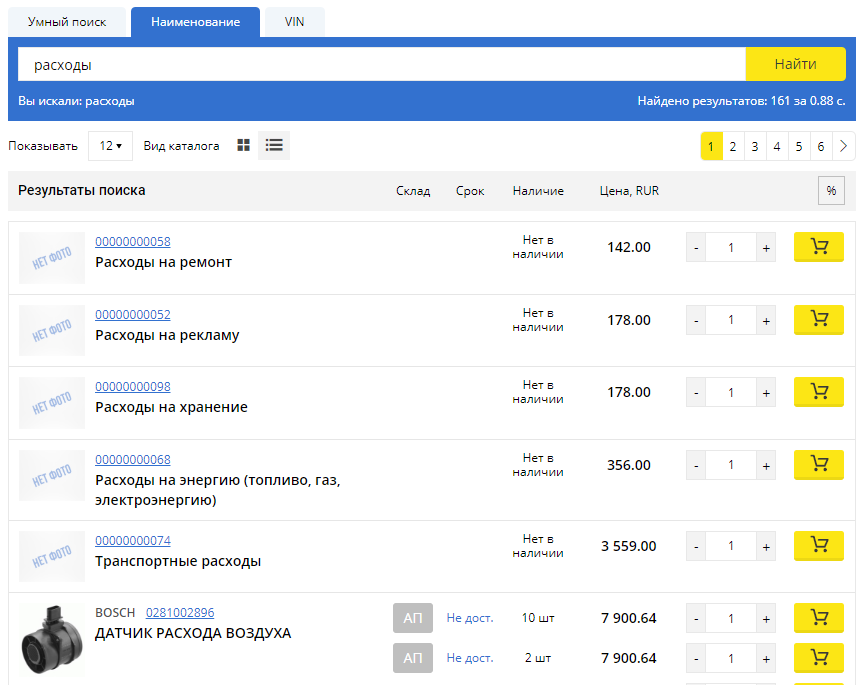 Умный поиск Наименование VIN
расходы Найти
Вы искали: расходы Найдено результатов: 161 за 0.88 с.
Показывать 12 ▾ Вид каталога 1 2 3 4 5 6 >
Результаты поиска Склад Срок Наличие Цена, RUR %
НЕТ ФОТО 00000000058 Нет в наличии 142.00 - 1 +
Расходы на ремонт
НЕТ ФОТО 00000000052 Нет в наличии 178.00 - 1 +
Расходы на рекламу
НЕТ ФОТО 00000000098 Нет в наличии 178.00 - 1 +
Расходы на хранение
НЕТ ФОТО 00000000068 Нет в наличии 356.00 - 1 +
Расходы на энергию (топливо, газ,
электроэнергию)
НЕТ ФОТО 00000000074 Нет в наличии 3 559.00 - 1 +
Транспортные расходы
BOSCH 0281002896 АП Не дост. 10 шт 7 900.64 - 1 +
ДАТЧИК РАСХОДА ВОЗДУХА
АП Не дост. 2 шт 7 900.64 - 1 +